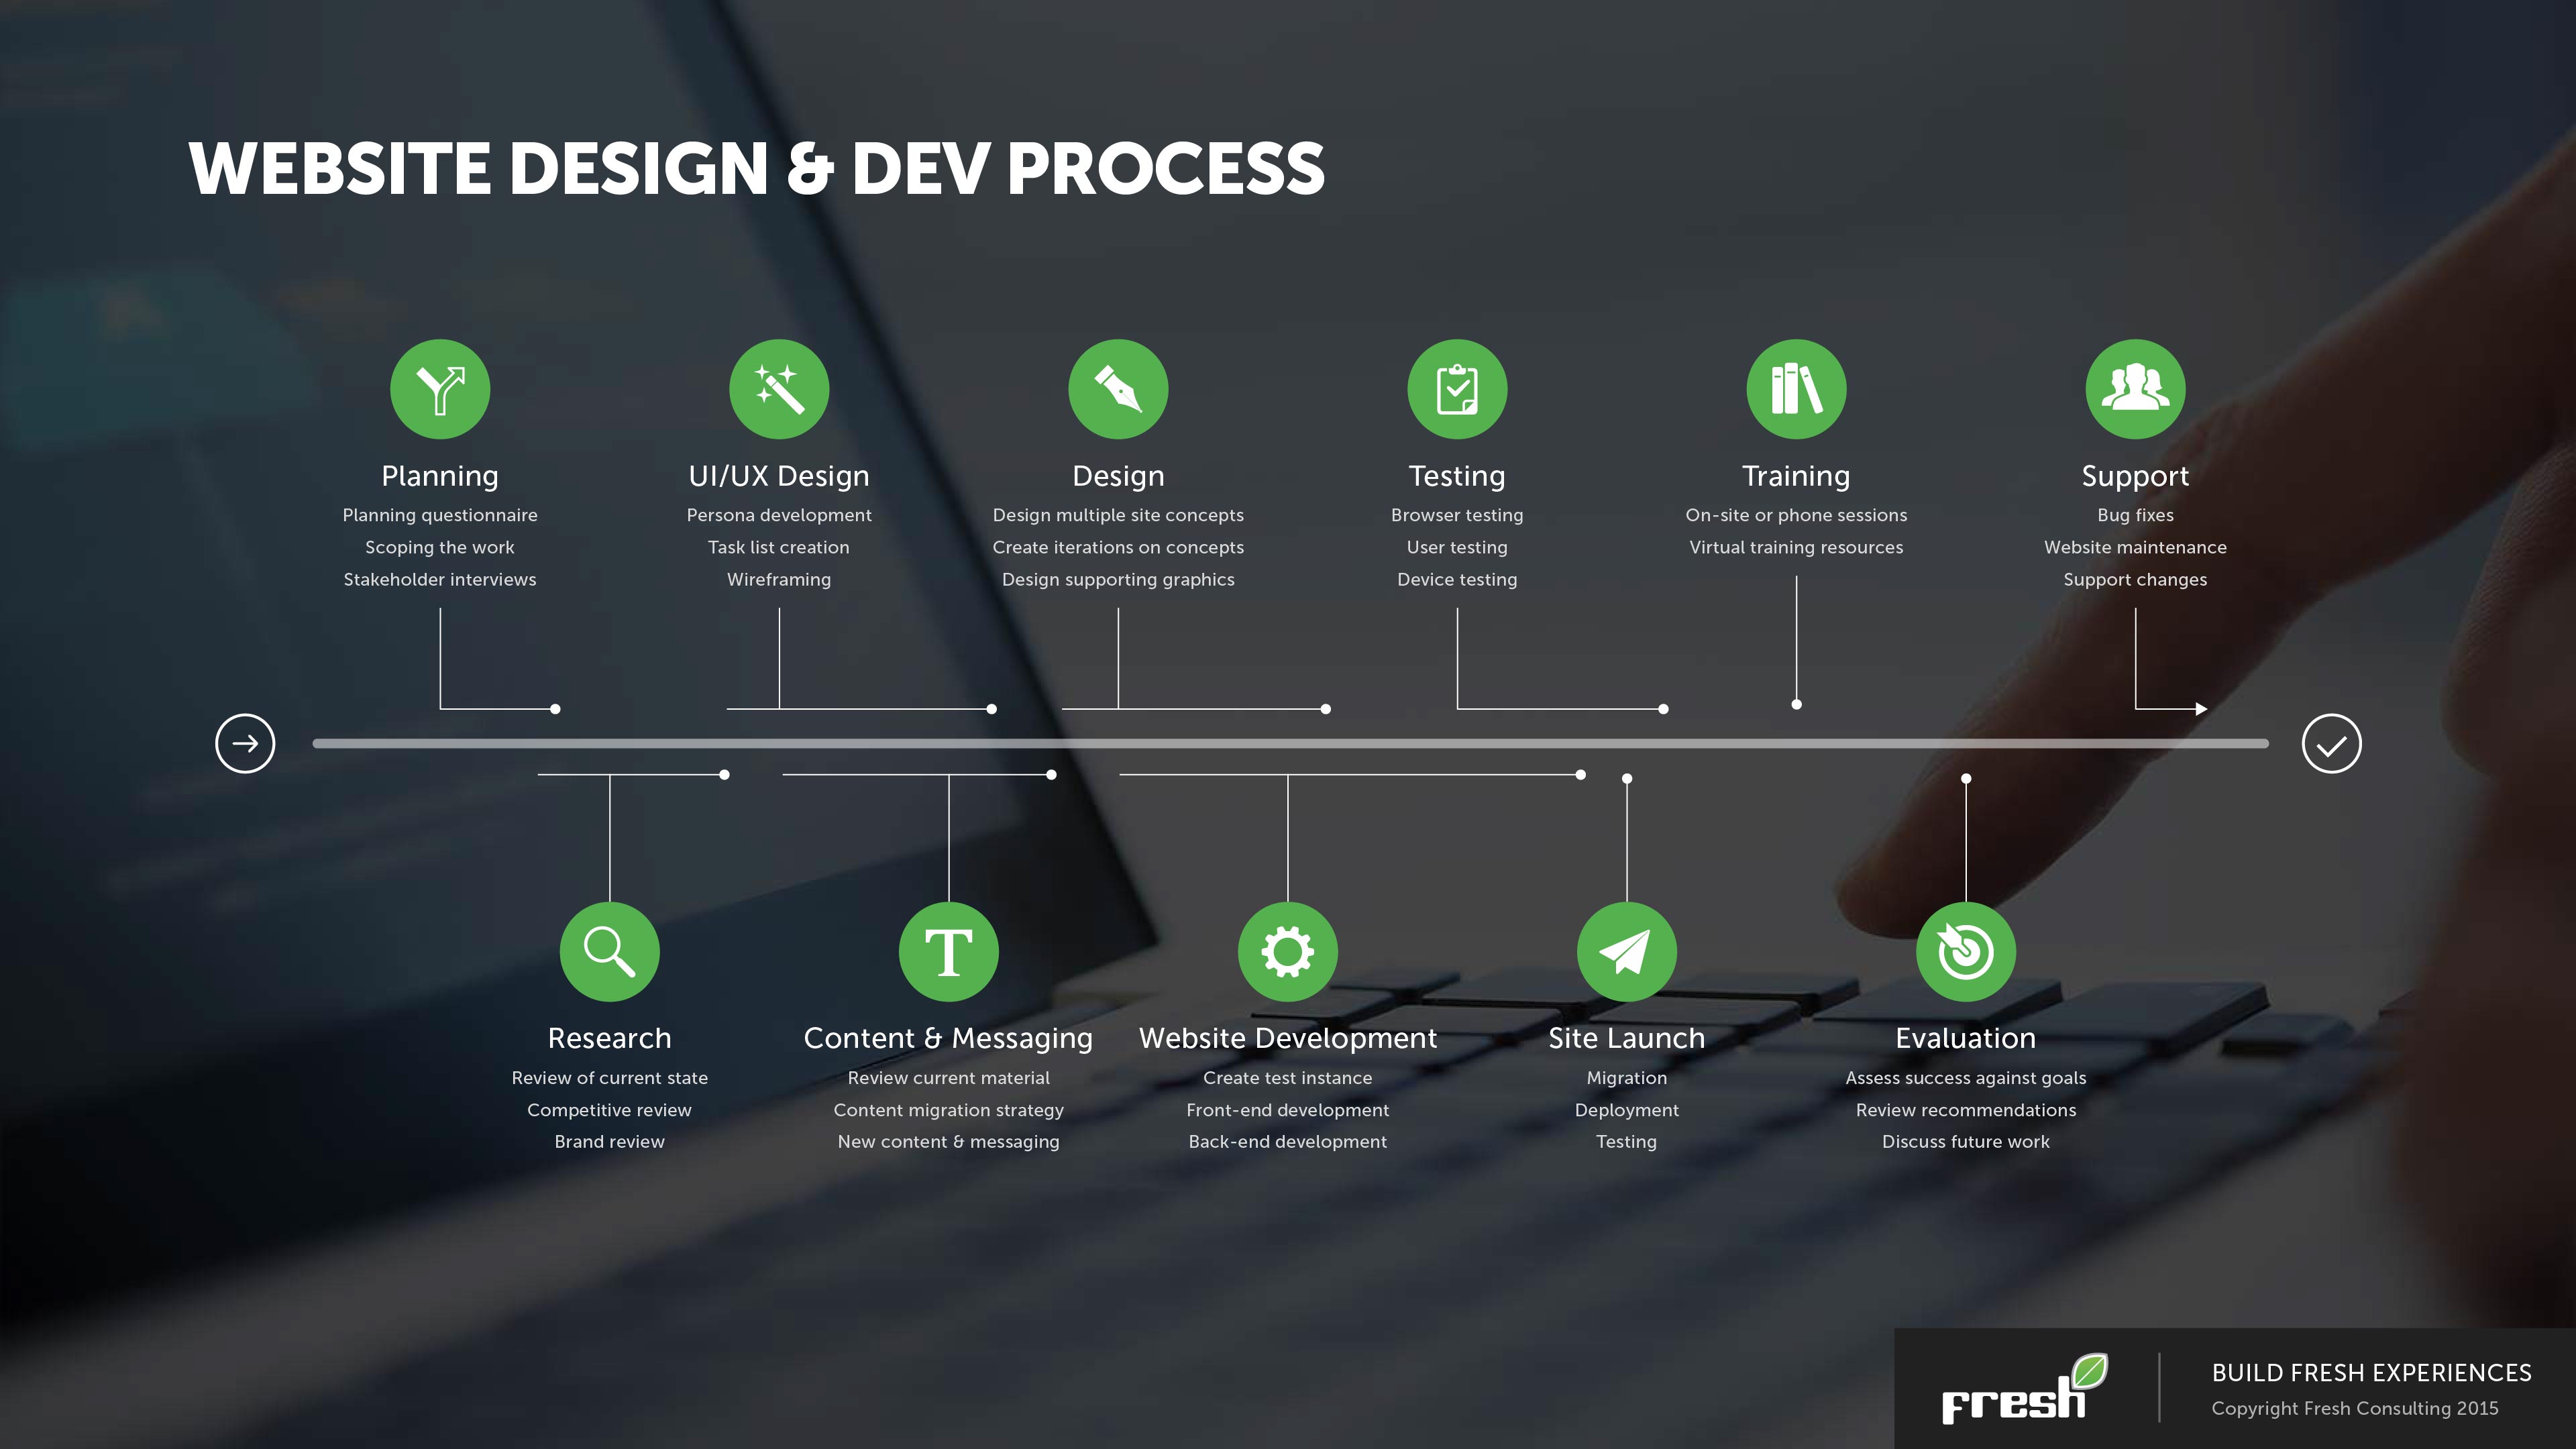 WEBSITE DESIGN & DEV PROCESS
Planning
Planning questionnaire
Scoping the work
Stakeholder interviews
UI/UX Design
Persona development
Task list creation
Wireframing
Design
Design multiple site concepts
Create iterations on concepts
Design supporting graphics
Testing
Browser testing
User testing
Device testing
Training
On-site or phone sessions
Virtual training resources
Support
Bug fixes
Website maintenance
Support changes
T
Research
Review of current state
Competitive review
Brand review
Content & Messaging
Review current material
Content migration strategy
New content & messaging
Website Development
Create test instance
Front-end development
Back-end development
Site Launch
Migration
Deployment
Testing
Evaluation
Assess success against goals
Review recommendations
Discuss future work
fresh
BUILD FRESH EXPERIENCES
Copyright Fresh Consulting 2015